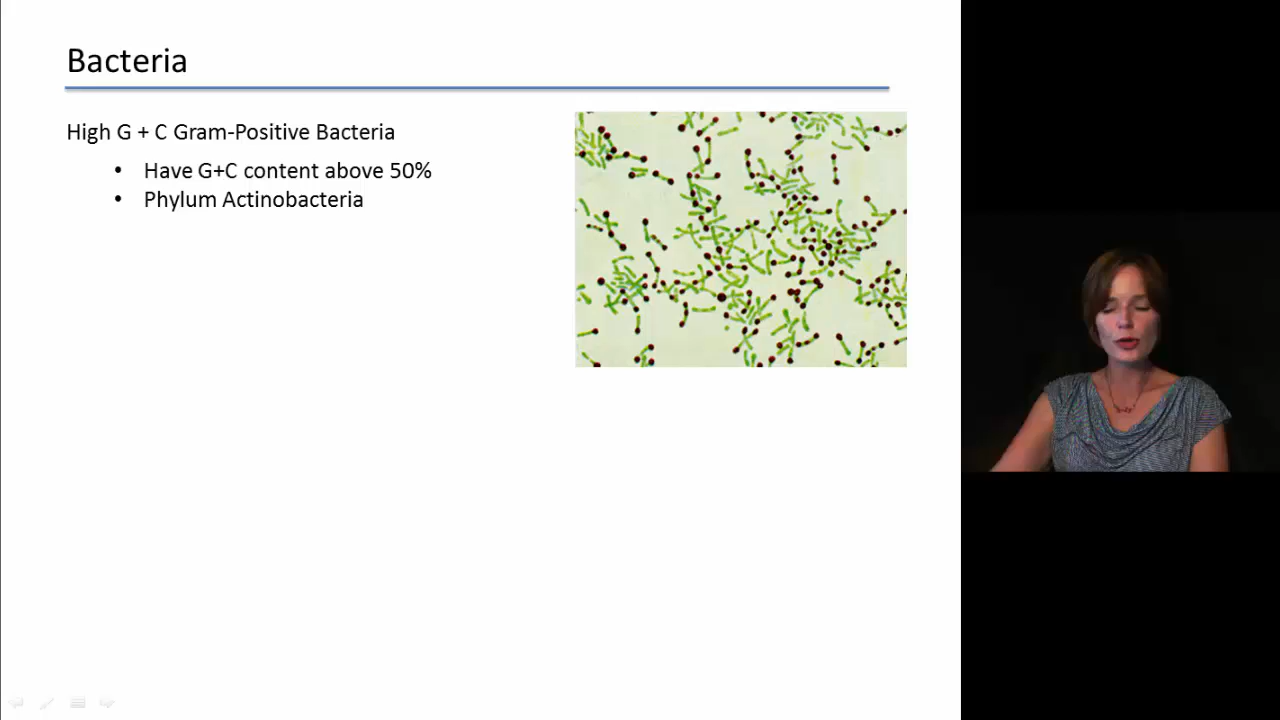 Bacteria
High G + C Gram-Positive Bacteria
• Have G+C content above 50%
• Phylum Actinobacteria